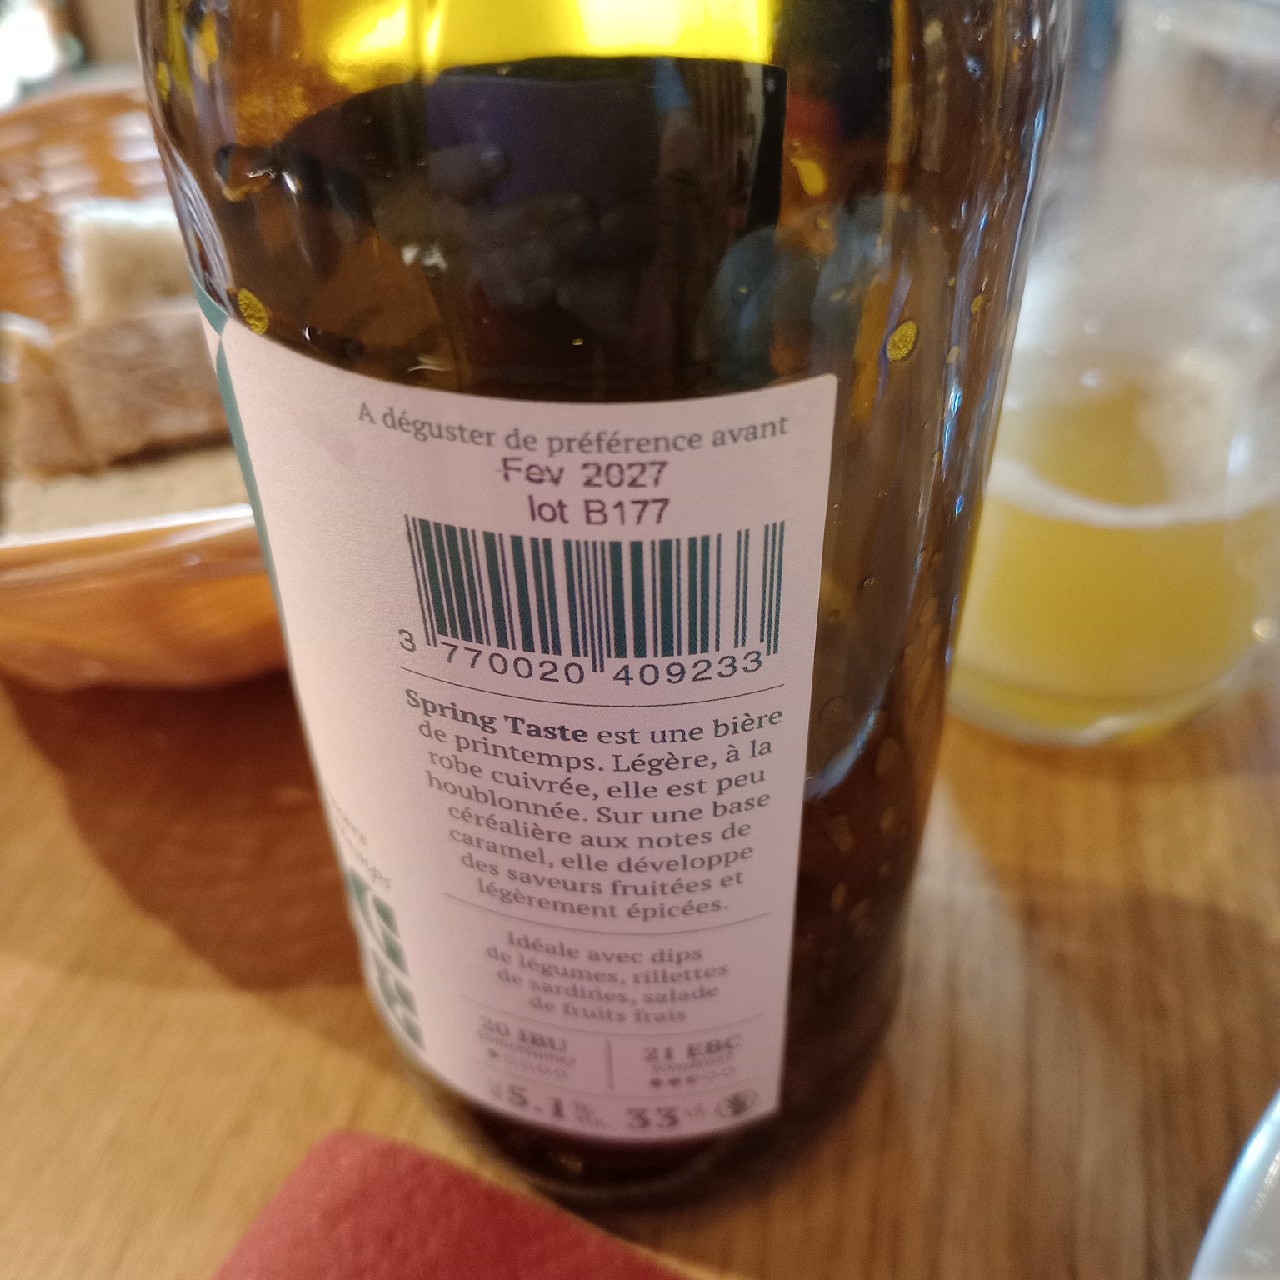 A déguster de préférence avant
Fev 2027
lot B177
3 770020 409233
Spring Taste est une bière
de printemps. Légère, à la
robe cuivrée, elle est peu
houblonnée. Sur une base
céréalière aux notes de
caramel, elle développe
des saveurs fruitées et
légèrement épicées.
Idéale avec dips
de légumes, rillettes
de sardines, salade
de fruits frais
20 IBU
21 EBC
5.1
33